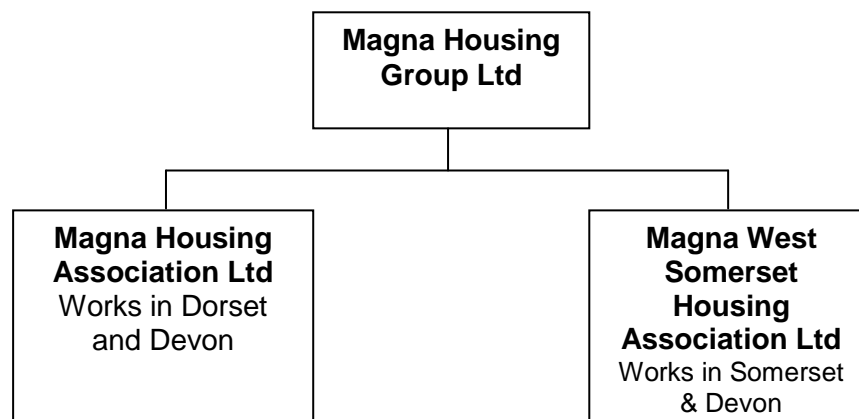 Magna Housing
Group Ltd
Magna Housing
Association Ltd
Works in Dorset
and Devon
Magna West
Somerset
Housing
Association Ltd
Works in Somerset
& Devon